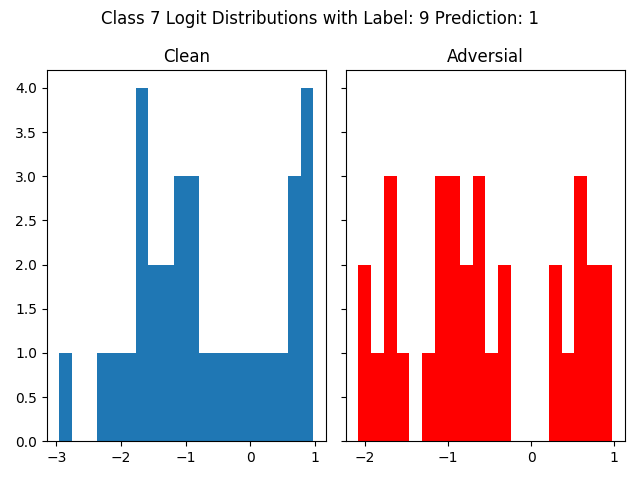 Class 7 Logit Distributions with Label: 9 Prediction: 1
Clean
Adversial
4.0
3.5
3.0
2.5
2.0
1.5
1.0
0.5
0.0
−3 −2 −1 0 1
−2 −1 0 1